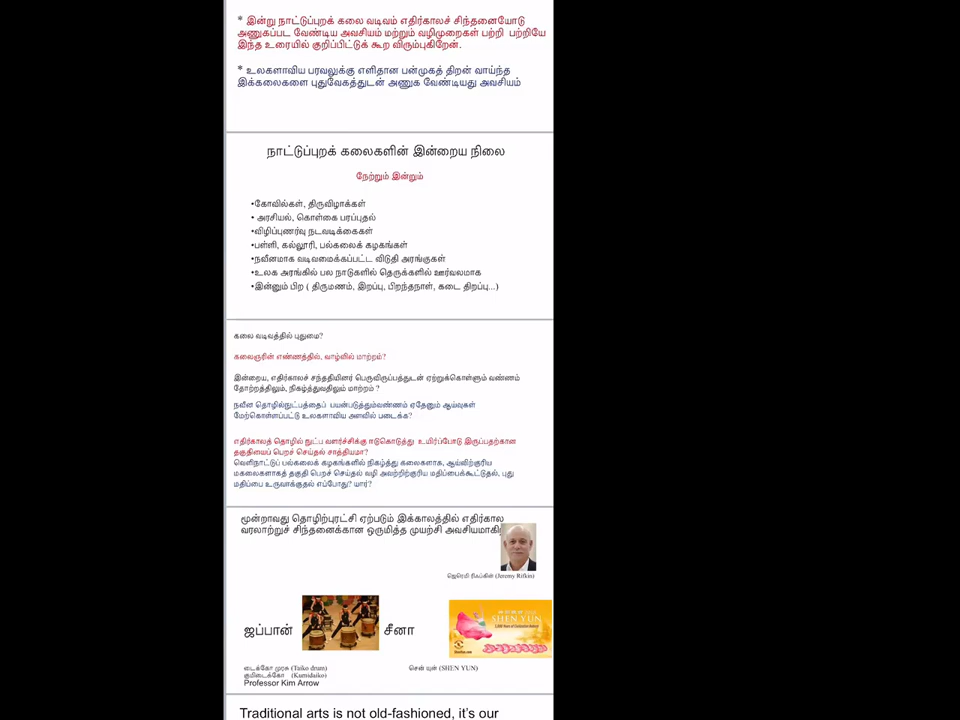 * இன்று நாட்டுப்புறக் கலை வடிவம் எதிர்காலச் சிந்தனையோடு
அணுகப்பட வேண்டிய அவசியம் மற்றும் வழிமுறைகள் பற்றி பற்றியே
இந்த உரையில் குறிப்பிட்டுக் கூற விரும்புகிறேன்.
* உலகளாவிய பரவலுக்கு எளிதான பன்முகத் திறன் வாய்ந்த
இக்கலைகளை புதுவேகத்துடன் அணுக வேண்டியது அவசியம்
நாட்டுப்புறக் கலைகளின் இன்றைய நிலை
நேற்றும் இன்றும்
•கோவில்கள், திருவிழாக்கள்
• அரசியல், கொள்கை பரப்புதல்
•விழிப்புணர்வு நடவடிக்கைகள்
•பள்ளி, கல்லூரி, பல்கலைக் கழகங்கள்
•நவீனமாக வடிவமைக்கப்பட்ட விடுதி அரங்குகள்
•உலக அரங்கில் பல நாடுகளில் தெருக்களில் ஊர்வலமாக
•இன்னும் பிற ( திருமணம், இறப்பு, பிறந்தநாள், கடை திறப்பு...)
கலை வடிவத்தில் புதுமை?
கலைஞரின் எண்ணத்தில், வாழ்வில் மாற்றம்?
இன்றைய, எதிர்காலச் சந்ததியினர் பெருவிருப்பத்துடன் ஏற்றுக்கொள்ளும் வண்ணம்
தோற்றத்திலும், நிகழ்த்துவதிலும் மாற்றம் ?
நவீன தொழில்நுட்பத்தைப் பயன்படுத்தும்வண்ணம் ஏதேனும் ஆய்வுகள்
மேற்கொள்ளப்பட்டு உலகளாவிய அளவில் படைக்க?
எதிர்காலத் தொழில் நுட்ப வளர்ச்சிக்கு ஈடுகொடுத்து உயிர்ப்போடு இருப்பதற்கான
தகுதியைப் பெறச் செய்தல் சாத்தியமா?
வெளிநாட்டுப் பல்கலைக் கழகங்களில் நிகழ்த்து கலைகளாக, ஆய்விற்குரிய
மகலைகளாகத் தகுதி பெறச் செய்தல் வழி அவற்றிற்குரிய மதிப்பைக்கூட்டுதல், புது
மதிப்பை உருவாக்குதல் எப்போது? யார்?
மூன்றாவது தொழிற்புரட்சி ஏற்படும் இக்காலத்தில் எதிர்கால
வரலாற்றுச் சிந்தனைக்கான ஒருமித்த முயற்சி
ஜெரெமி ரிஃப்கின் (Jeremy Rifkin)
ஜப்பான்
சீனா
SHEN YUN
டைக்கோ முரசு (Taiko drum)
குமிடைக்கோ (Kumidaiko)
Professor Kim Arrow
சென் யுன் (SHEN YUN)
Traditional arts is not old-fashioned, it's our